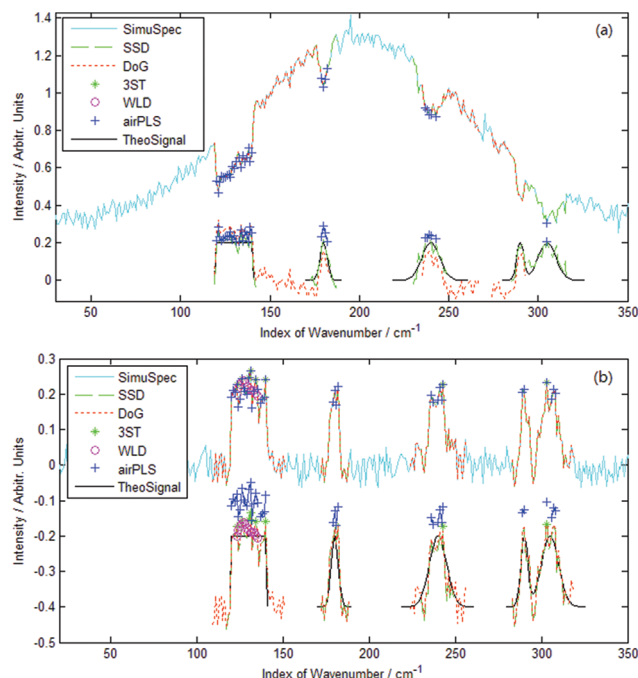 1.4
1.2
1
0.8
0.6
0.4
0.2
0
Intensity / Arbitr. Units
(a)
SimuSpec
SSD
DoG
3ST
WLD
airPLS
TheoSignal
50 100 150 200 250 300 350
Index of Wavenumber / cm⁻¹
0.3
0.2
0.1
0
-0.1
-0.2
-0.3
-0.4
-0.5
Intensity / Arbitr. Units
(b)
SimuSpec
SSD
DoG
3ST
WLD
airPLS
TheoSignal
50 100 150 200 250 300 350
Index of Wavenumber / cm⁻¹